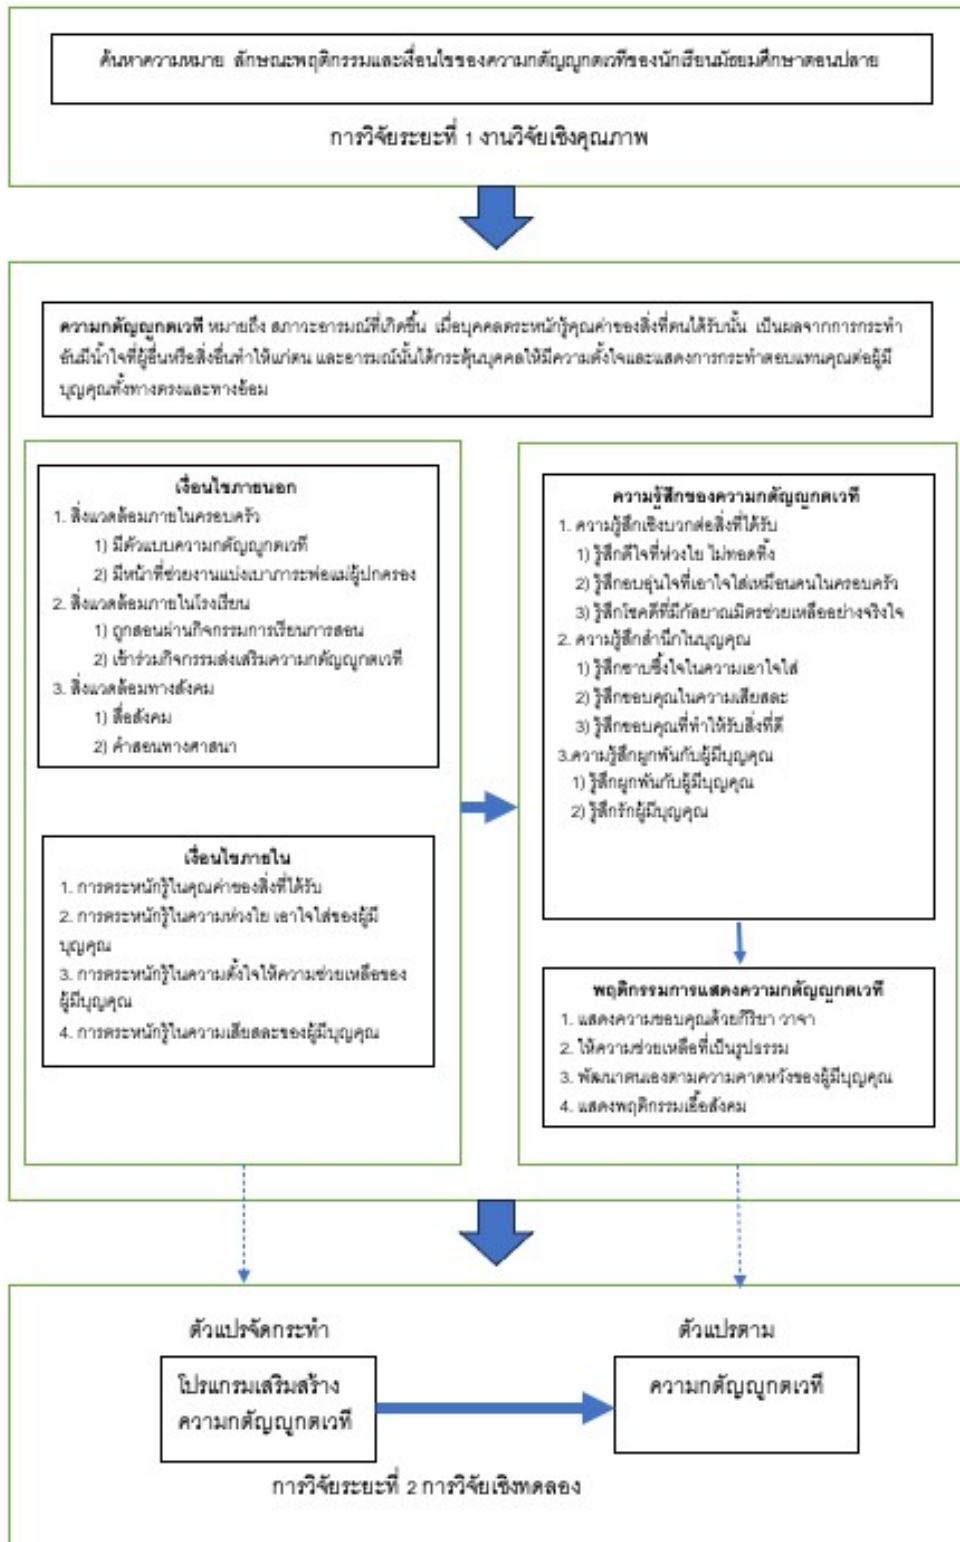 ค้นหาความหมาย ลักษณะพฤติกรรมและเงื่อนไขของความกตัญญูกตเวทีของนักเรียนมัธยมศึกษาตอนปลาย
การวิจัยระยะที่ 1 งานวิจัยเชิงคุณภาพ
ความกตัญญูกตเวที หมายถึง สภาวะอารมณ์ที่เกิดขึ้น เมื่อบุคคลตระหนักรู้คุณค่าของสิ่งที่ตนได้รับนั้น เป็นผลจากการกระทำ
อันมีน้ำใจที่ผู้อื่นหรือสิ่งอื่นทำให้แก่ตน และอารมณ์นั้นได้กระตุ้นบุคคลให้มีความตั้งใจและแสดงการกระทำตอบแทนคุณต่อผู้มี
บุญคุณทั้งทางตรงและทางอ้อม
เงื่อนไขภายนอก
1. สิ่งแวดล้อมภายในครอบครัว
1) มีตัวแบบความกตัญญูกตเวที
2) มีหน้าที่ช่วยงานแบ่งเบาภาระพ่อแม่ผู้ปกครอง
2. สิ่งแวดล้อมภายในโรงเรียน
1) ถูกสอนผ่านกิจกรรมการเรียนการสอน
2) เข้าร่วมกิจกรรมส่งเสริมความกตัญญูกตเวที
3. สิ่งแวดล้อมทางสังคม
1) สื่อสังคม
2) คำสอนทางศาสนา
เงื่อนไขภายใน
1. การตระหนักรู้ในคุณค่าของสิ่งที่ได้รับ
2. การตระหนักรู้ในความห่วงใย เอาใจใส่ของผู้มี
บุญคุณ
3. การตระหนักรู้ในความตั้งใจให้ความช่วยเหลือของ
ผู้มีบุญคุณ
4. การตระหนักรู้ในความเสียสละของผู้มีบุญคุณ
ความรู้สึกของความกตัญญูกตเวที
1. ความรู้สึกเชิงบวกต่อสิ่งที่ได้รับ
1) รู้สึกดีใจที่ห่วงใย ไม่ทอดทิ้ง
2) รู้สึกอบอุ่นใจที่เอาใจใส่เหมือนคนในครอบครัว
3) รู้สึกโชคดีที่มีกัลยาณมิตรช่วยเหลืออย่างจริงใจ
2. ความรู้สึกสำนึกในบุญคุณ
1) รู้สึกซาบซึ้งใจในความเอาใจใส่
2) รู้สึกขอบคุณในความเสียสละ
3) รู้สึกขอบคุณที่ทำให้รับสิ่งที่ดี
3.ความรู้สึกผูกพันกับผู้มีบุญคุณ
1) รู้สึกผูกพันกับผู้มีบุญคุณ
2) รู้สึกรักผู้มีบุญคุณ
พฤติกรรมการแสดงความกตัญญูกตเวที
1. แสดงความขอบคุณด้วยกิริยา วาจา
2. ให้ความช่วยเหลือที่เป็นรูปธรรม
3. พัฒนาตนเองตามความคาดหวังของผู้มีบุญคุณ
4. แสดงพฤติกรรมเอื้อสังคม
ตัวแปรจัดกระทำ
โปรแกรมเสริมสร้าง
ความกตัญญูกตเวที
ตัวแปรตาม
ความกตัญญูกตเวที
การวิจัยระยะที่ 2 การวิจัยเชิงทดลอง